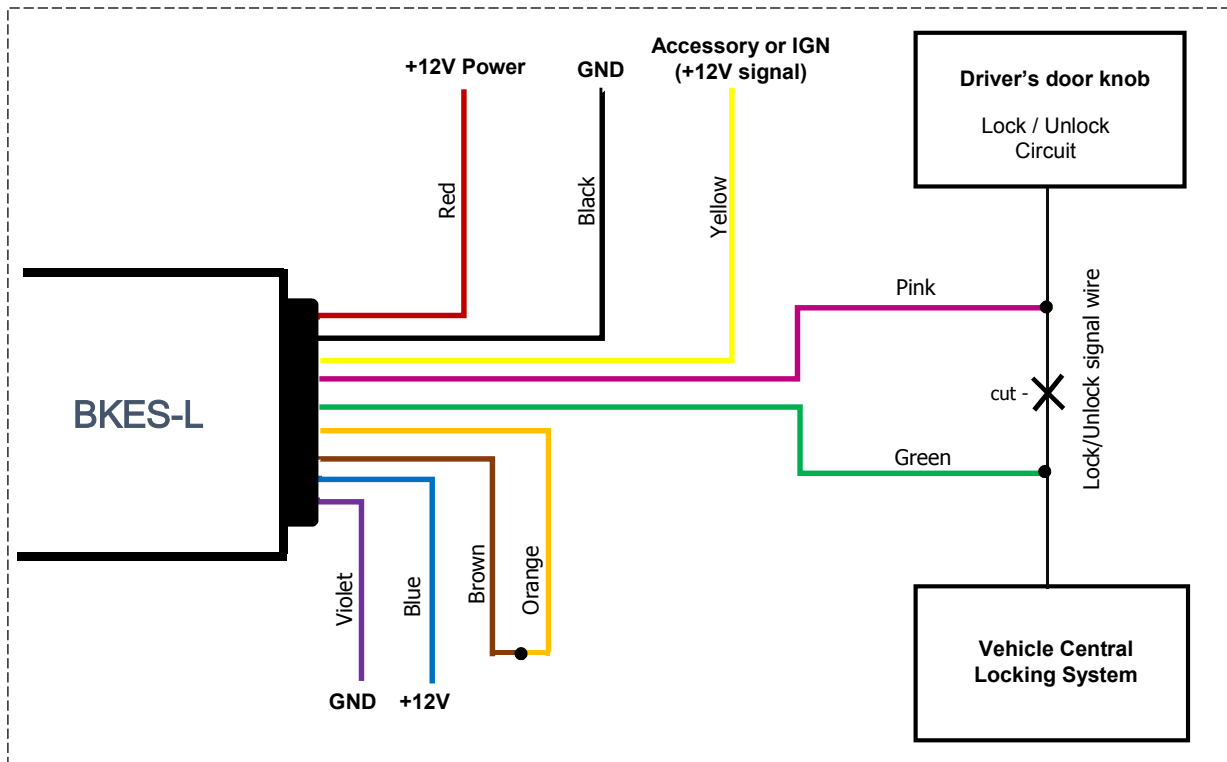 +12V Power
GND
Accessory or IGN
(+12V signal)
Driver's door knob
Lock / Unlock
Circuit
Red
Black
Yellow
Pink
Lock/Unlock signal wire
cut -
BKES-L
Green
Violet
Blue
Brown
Orange
GND
+12V
Vehicle Central
Locking System